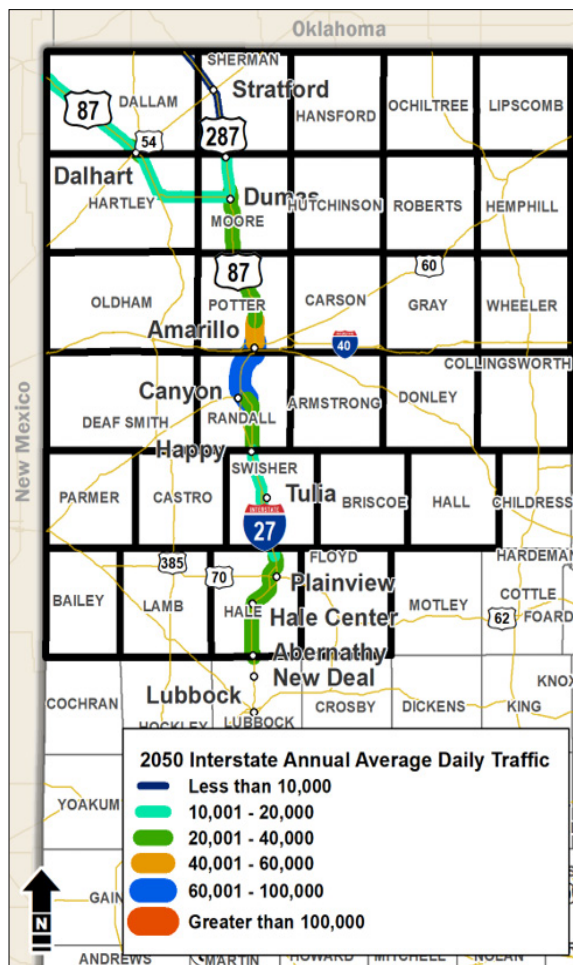 Oklahoma
SHERMAN
Stratford
87
DALLAM
HANSFORD
OCHILTREE
LIPSCOMB
54
287
Dalhart
HARTLEY
Dumas
MOORE
HUTCHINSON
ROBERTS
HEMPHILL
87
60
OLDHAM
POTTER
CARSON
GRAY
WHEELER
Amarillo
INTERSTATE
40
COLLINGSWORTH
Canyon
DEAF SMITH
RANDALL
ARMSTRONG
DONLEY
New Mexico
Happy
SWISHER
Tulia
PARMER
CASTRO
BRISCOE
HALL
CHILDRESS
INTERSTATE
27
FLOYD
HARDEMAN
385
70
Plainview
BAILEY
LAMB
HALE
Hale Center
MOTLEY
COTTLE
62
FOARD
Abernathy
New Deal
KNOX
COCHRAN
Lubbock
HOCKLEY
LUBBOCK
CROSBY
DICKENS
KING
2050 Interstate Annual Average Daily Traffic
Less than 10,000
10,001 - 20,000
20,001 - 40,000
40,001 - 60,000
60,001 - 100,000
Greater than 100,000
YOAKUM
GAIN
N
ANDREWS
MARTIN
HOWARD
MITCHELL
NOLAN